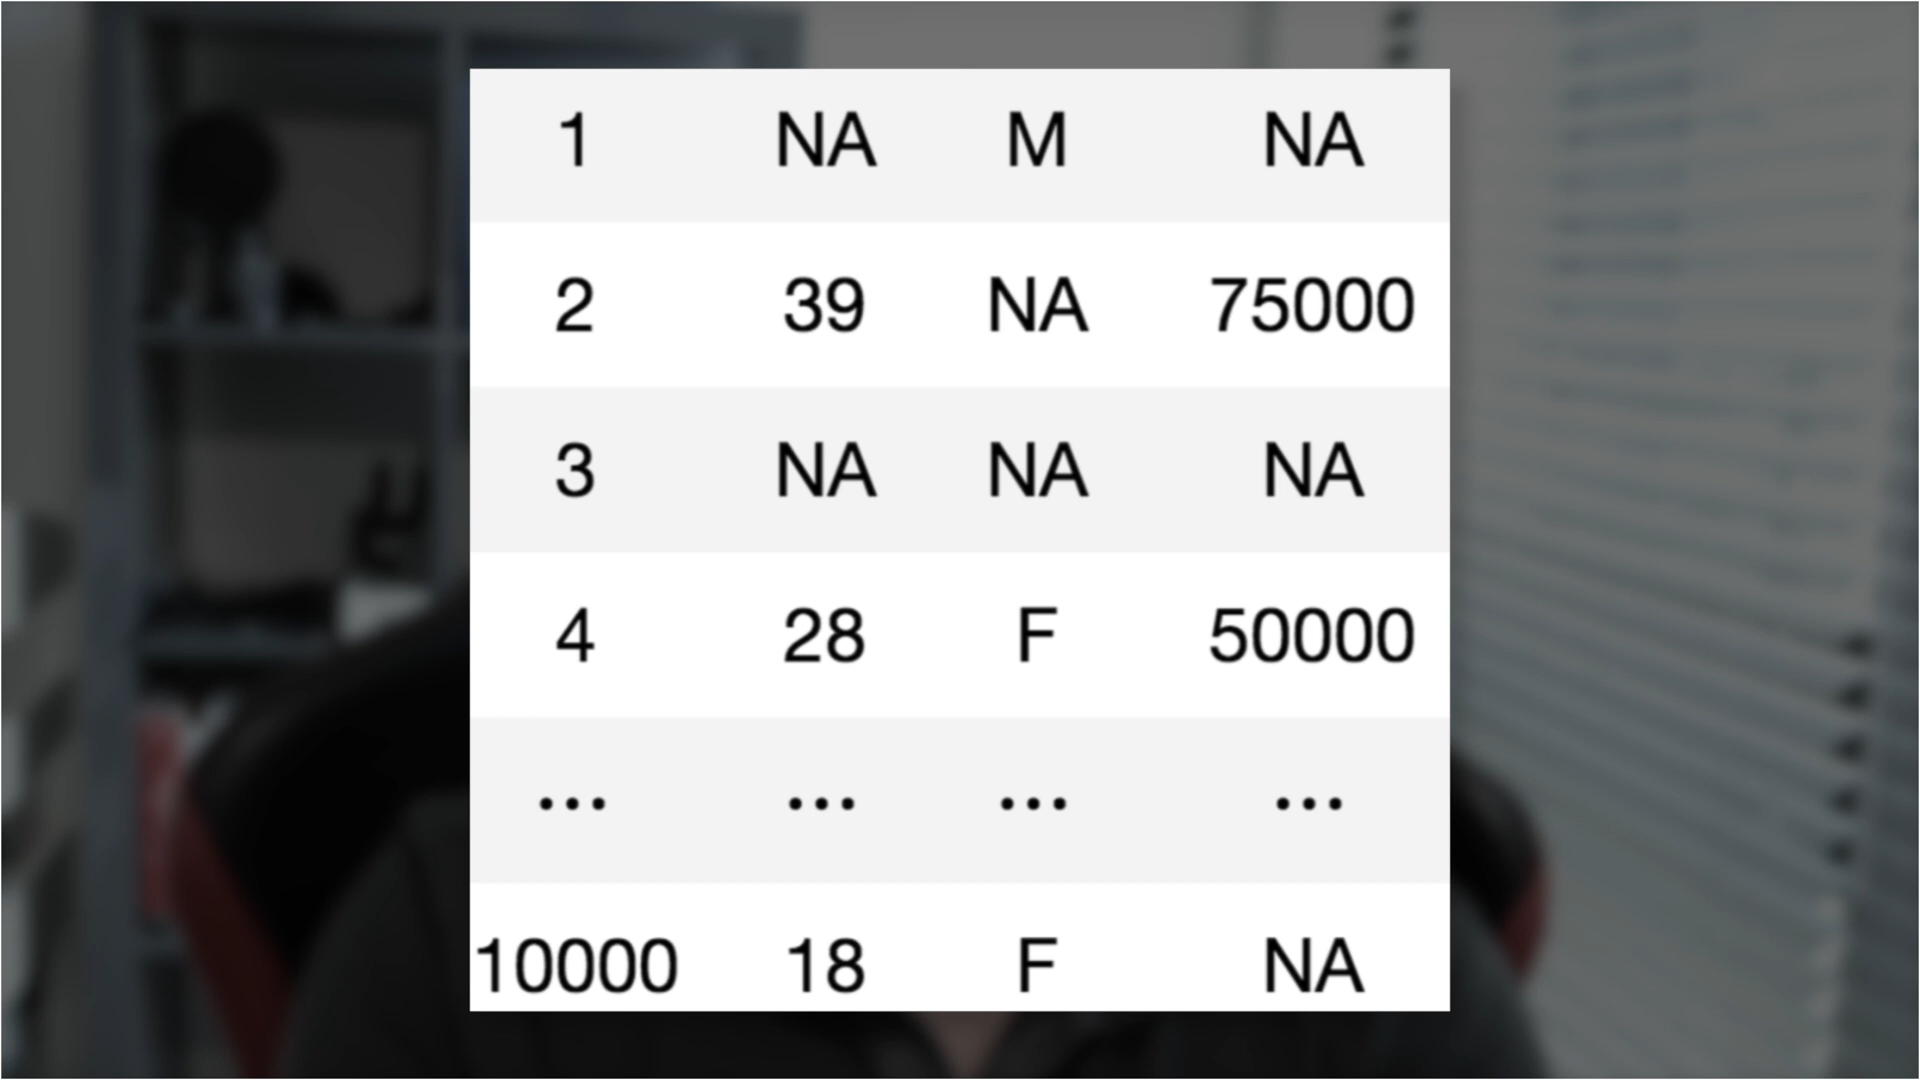 1 NA M NA
2 39 NA 75000
3 NA NA NA
4 28 F 50000
... ... ... ...
10000 18 F NA